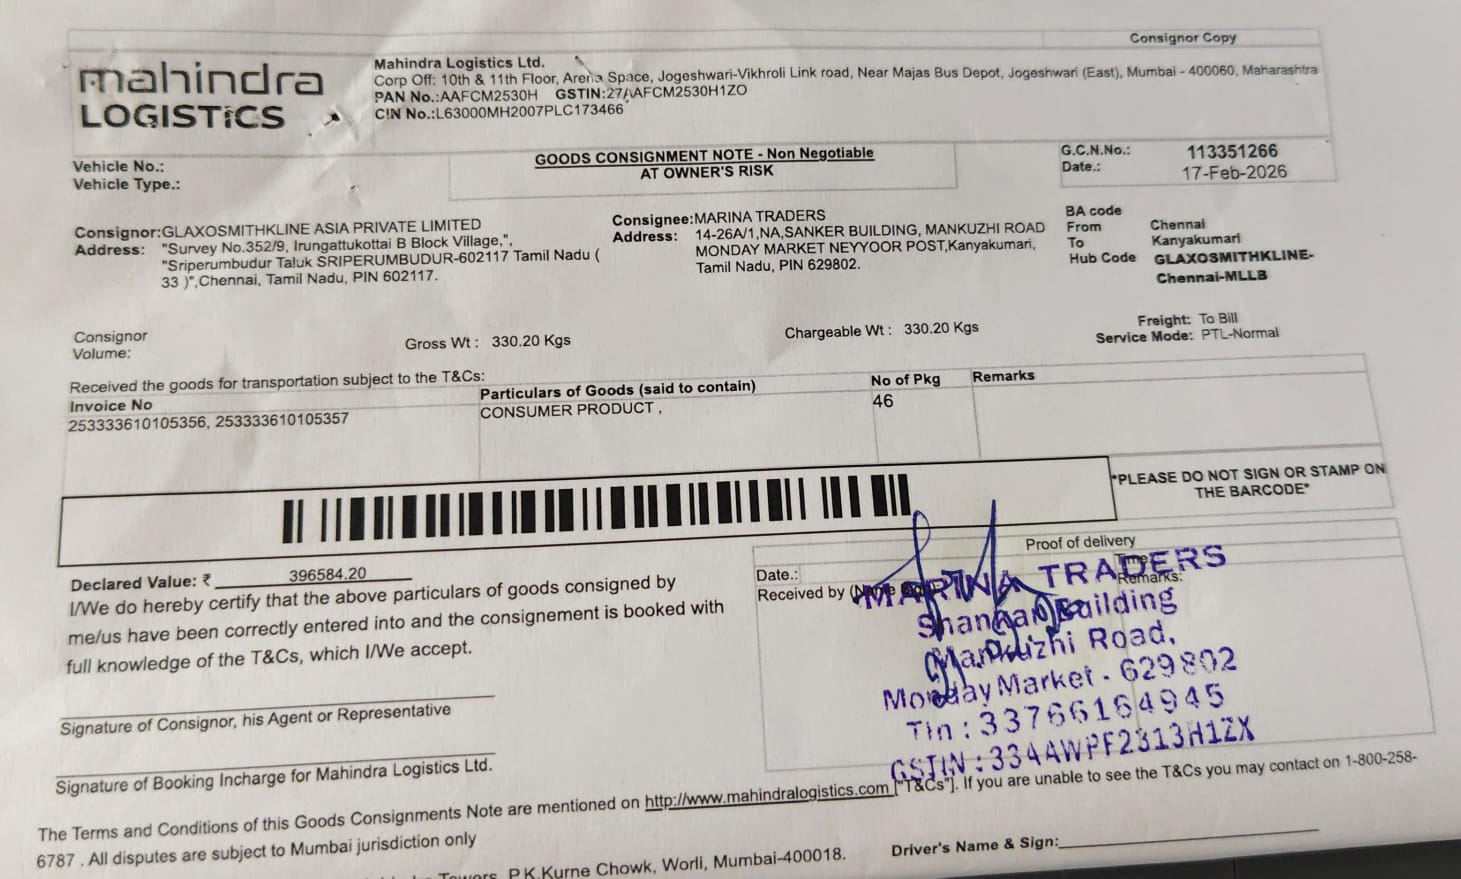 Consignor Copy
mahindra
LOGISTICS
Mahindra Logistics Ltd.
Corp Off: 10th & 11th Floor, Arena Space, Jogeshwari-Vikhroli Link road, Near Majas Bus Depot, Jogeshwari (East), Mumbai - 400060, Maharashtra
PAN No.:AAFCM2530H GSTIN:27AAFCM2530H1ZO
CIN No.:L63000MH2007PLC173466
Vehicle No.:
Vehicle Type.:
GOODS CONSIGNMENT NOTE - Non Negotiable
AT OWNER'S RISK
G.C.N.No.: 113351266
Date.: 17-Feb-2026
Consignor:GLAXOSMITHKLINE ASIA PRIVATE LIMITED
Address: "Survey No.352/9, Irungattukottai B Block Village,",
"Sriperumbudur Taluk SRIPERUMBUDUR-602117 Tamil Nadu (
33 )",Chennai, Tamil Nadu, PIN 602117.
Consignee:MARINA TRADERS
Address: 14-26A/1,NA,SANKER BUILDING, MANKUZHI ROAD
MONDAY MARKET NEYYOOR POST,Kanyakumari,
Tamil Nadu, PIN 629802.
BA code
From Chennai
To Kanyakumari
Hub Code GLAXOSMITHKLINE-
Chennai-MLLB
Consignor
Volume:
Gross Wt : 330.20 Kgs
Chargeable Wt : 330.20 Kgs
Freight: To Bill
Service Mode: PTL-Normal
Received the goods for transportation subject to the T&Cs:
Invoice No Particulars of Goods (said to contain) No of Pkg Remarks
253333610105356, 253333610105357 CONSUMER PRODUCT , 46
*PLEASE DO NOT SIGN OR STAMP ON
THE BARCODE*
Declared Value: ₹ 396584.20
I/We do hereby certify that the above particulars of goods consigned by
me/us have been correctly entered into and the consignement is booked with
full knowledge of the T&Cs, which I/We accept.
Signature of Consignor, his Agent or Representative
Signature of Booking Incharge for Mahindra Logistics Ltd.
Proof of delivery
Date.:
Time
Received by
Remarks:
MARINA TRADERS
Shankar Building
Mankuzhi Road,
Monday Market - 629802
Tin : 33766164945
GSTIN : 33AAWPF2313H1ZX
The Terms and Conditions of this Goods Consignments Note are mentioned on http://www.mahindralogistics.com ["T&Cs"]. If you are unable to see the T&Cs you may contact on 1-800-258-
6787 . All disputes are subject to Mumbai jurisdiction only
Towers, P.K.Kurne Chowk, Worli, Mumbai-400018.
Driver's Name & Sign: